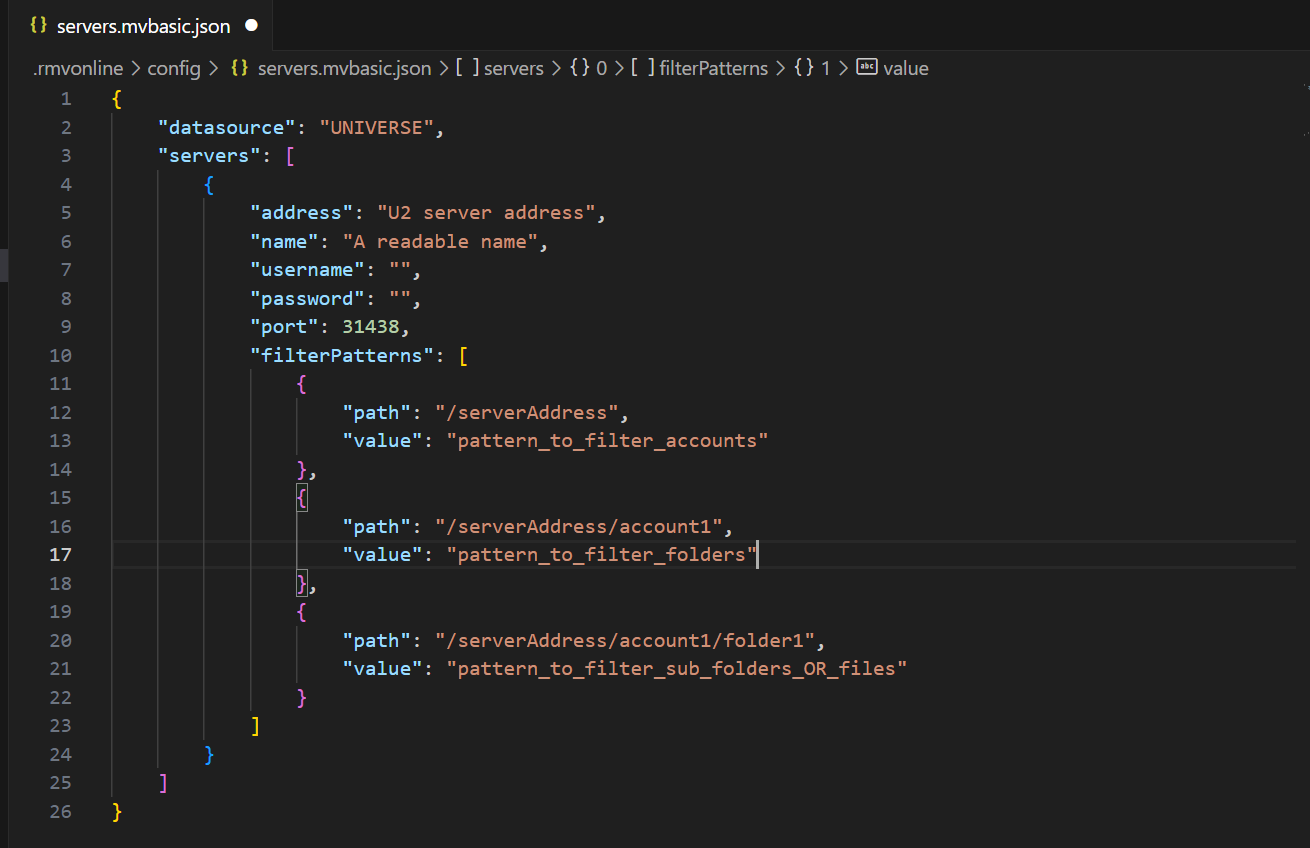 {} servers.mvbasic.json ●
.rmvonline > config > {} servers.mvbasic.json > [ ] servers > {} 0 > [ ] filterPatterns > {} 1 > abc value
1 {
2     "datasource": "UNIVERSE",
3     "servers": [
4         {
5             "address": "U2 server address",
6             "name": "A readable name",
7             "username": "",
8             "password": "",
9             "port": 31438,
10             "filterPatterns": [
11                 {
12                     "path": "/serverAddress",
13                     "value": "pattern_to_filter_accounts"
14                 },
15                 {
16                     "path": "/serverAddress/account1",
17                     "value": "pattern_to_filter_folders"
18                 },
19                 {
20                     "path": "/serverAddress/account1/folder1",
21                     "value": "pattern_to_filter_sub_folders_OR_files"
22                 }
23             ]
24         }
25     ]
26 }